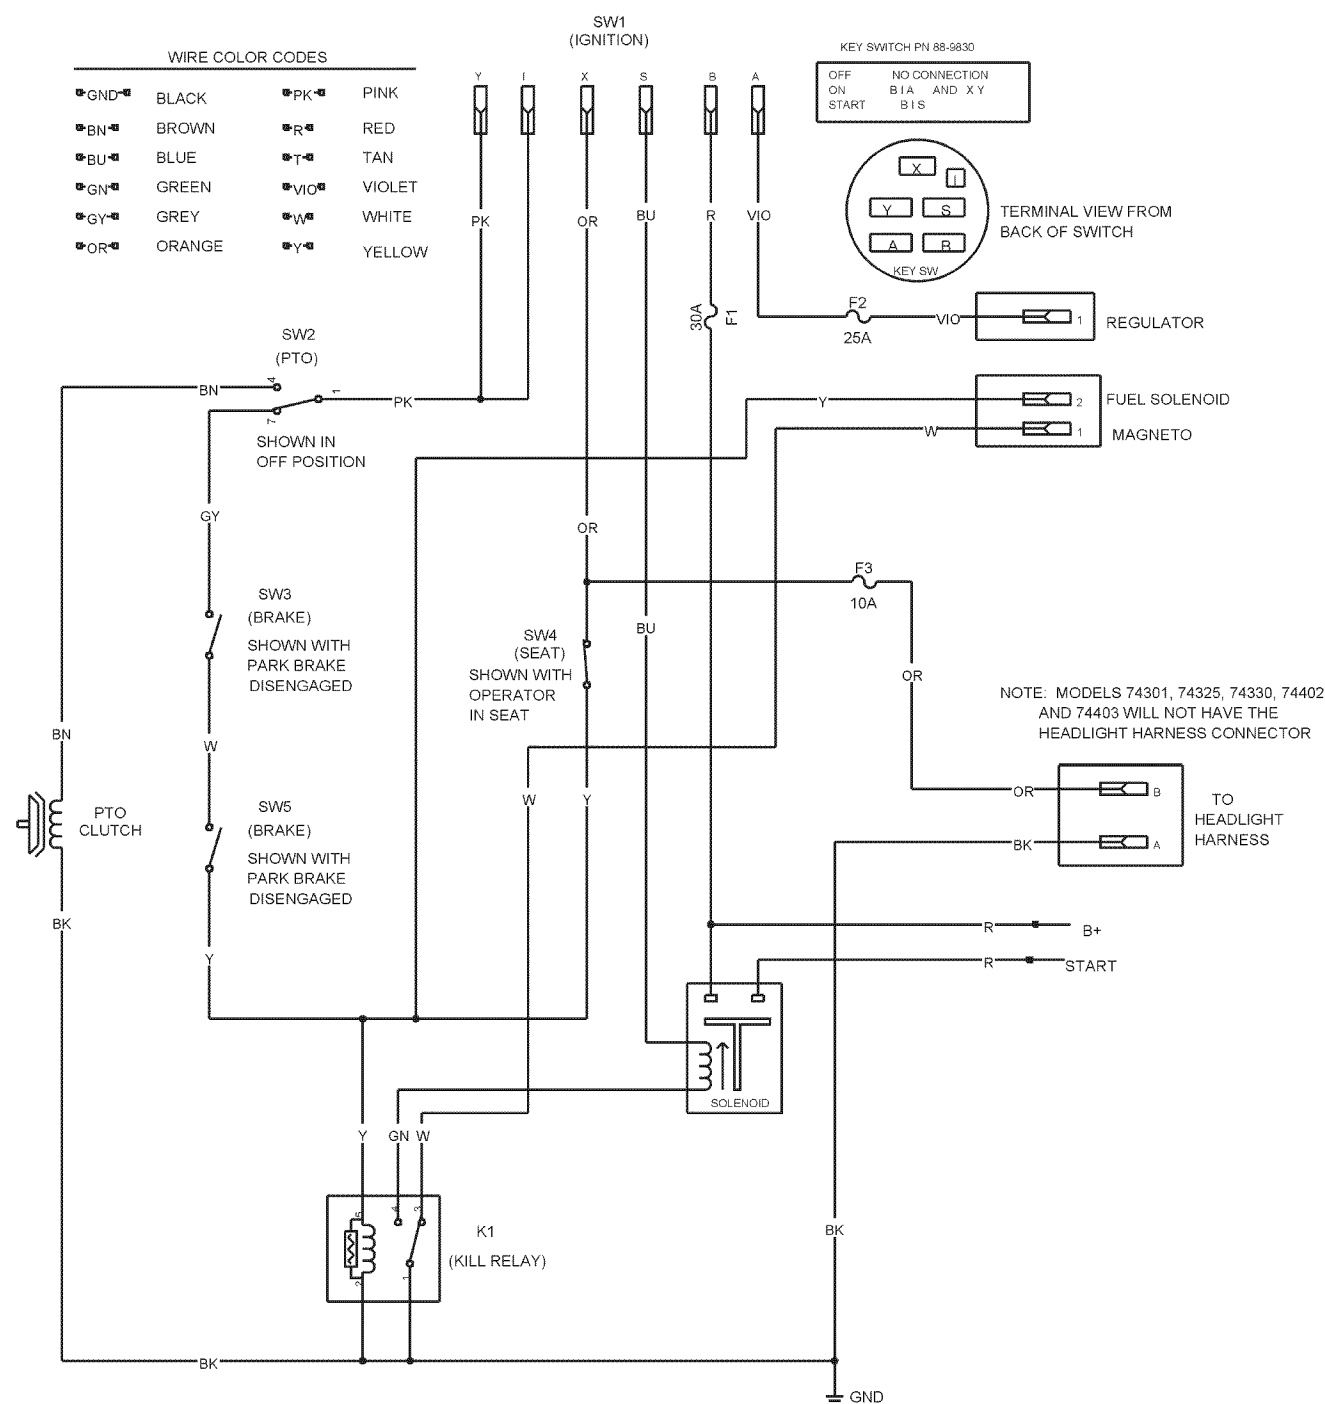 SW1
(IGNITION)
WIRE COLOR CODES
GND BLACK
PK PINK
BN BROWN
R RED
BU BLUE
T TAN
GN GREEN
VIO VIOLET
GY GREY
W WHITE
OR ORANGE
Y YELLOW
Y I X S B A
KEY SWITCH PN 88-9830
OFF NO CONNECTION
ON B I A AND X Y
START B I S
X
I
Y S
A B
KEY SW
TERMINAL VIEW FROM
BACK OF SWITCH
PK OR BU R VIO
30A F1
F2
25A
VIO
1
REGULATOR
SW2
(PTO)
4
1
7
BN
PK
SHOWN IN
OFF POSITION
Y
2
FUEL SOLENOID
W
1
MAGNETO
GY
OR
F3
10A
SW3
(BRAKE)
SHOWN WITH
PARK BRAKE
DISENGAGED
SW4
(SEAT)
SHOWN WITH
OPERATOR
IN SEAT
BU
OR
NOTE: MODELS 74301, 74325, 74330, 74402
AND 74403 WILL NOT HAVE THE
HEADLIGHT HARNESS CONNECTOR
BN
W
PTO
CLUTCH
SW5
(BRAKE)
SHOWN WITH
PARK BRAKE
DISENGAGED
W
Y
OR
B
BK
A
TO
HEADLIGHT
HARNESS
BK
Y
R
B+
R
START
SOLENOID
Y GN W
5
4
3
2
1
K1
(KILL RELAY)
BK
BK
GND